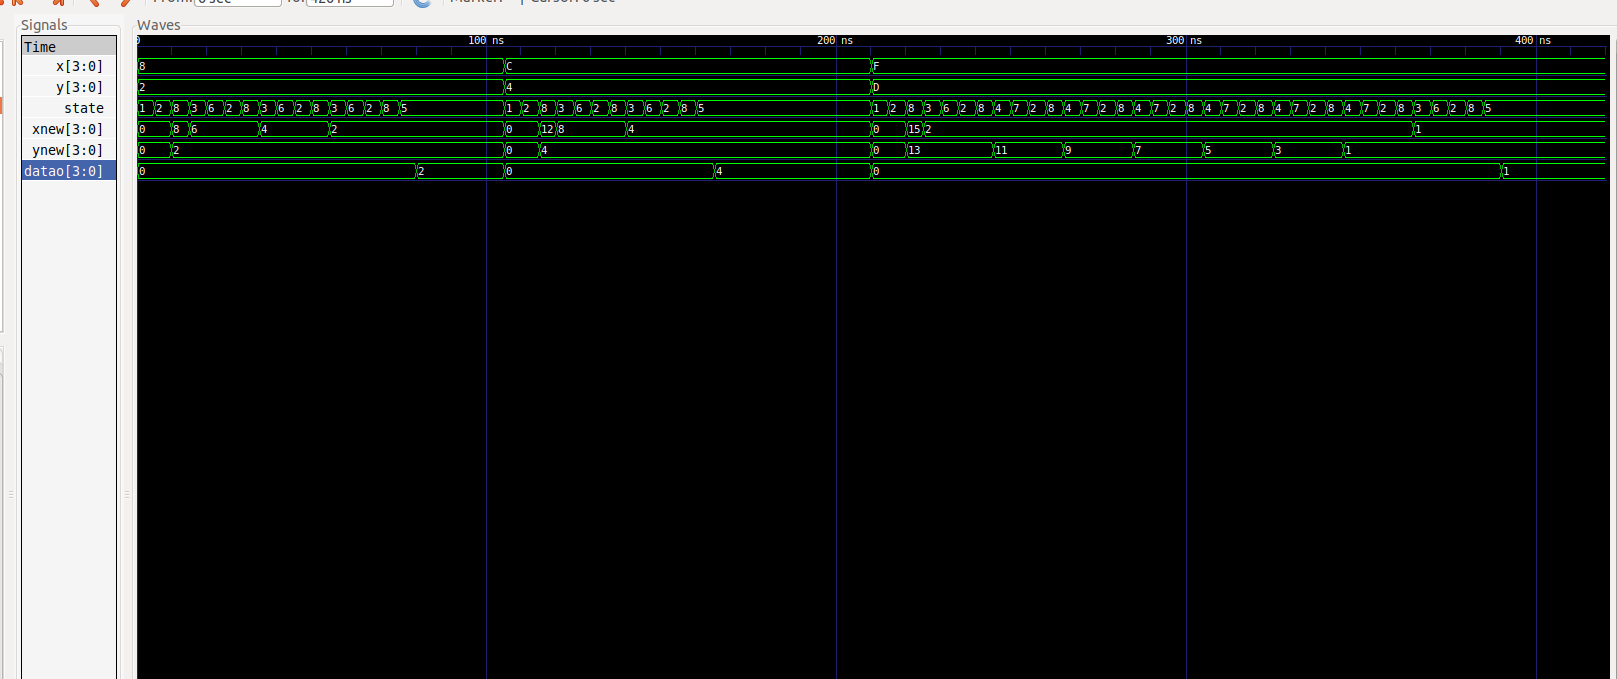 Signals
Waves
Time
0 100 ns 200 ns 300 ns 400 ns
x[3:0] 8 C F
y[3:0] 2 4 D
state 1 2 8 3 6 2 8 3 6 2 8 3 6 2 8 5 1 2 8 3 6 2 8 3 6 2 8 5 1 2 8 3 6 2 8 4 7 2 8 4 7 2 8 4 7 2 8 4 7 2 8 4 7 2 8 4 7 2 8 3 6 2 8 5
xnew[3:0] 0 8 6 4 2 0 12 8 4 0 15 2 1
ynew[3:0] 0 2 0 4 0 13 11 9 7 5 3 1
datao[3:0] 0 2 0 4 0 1